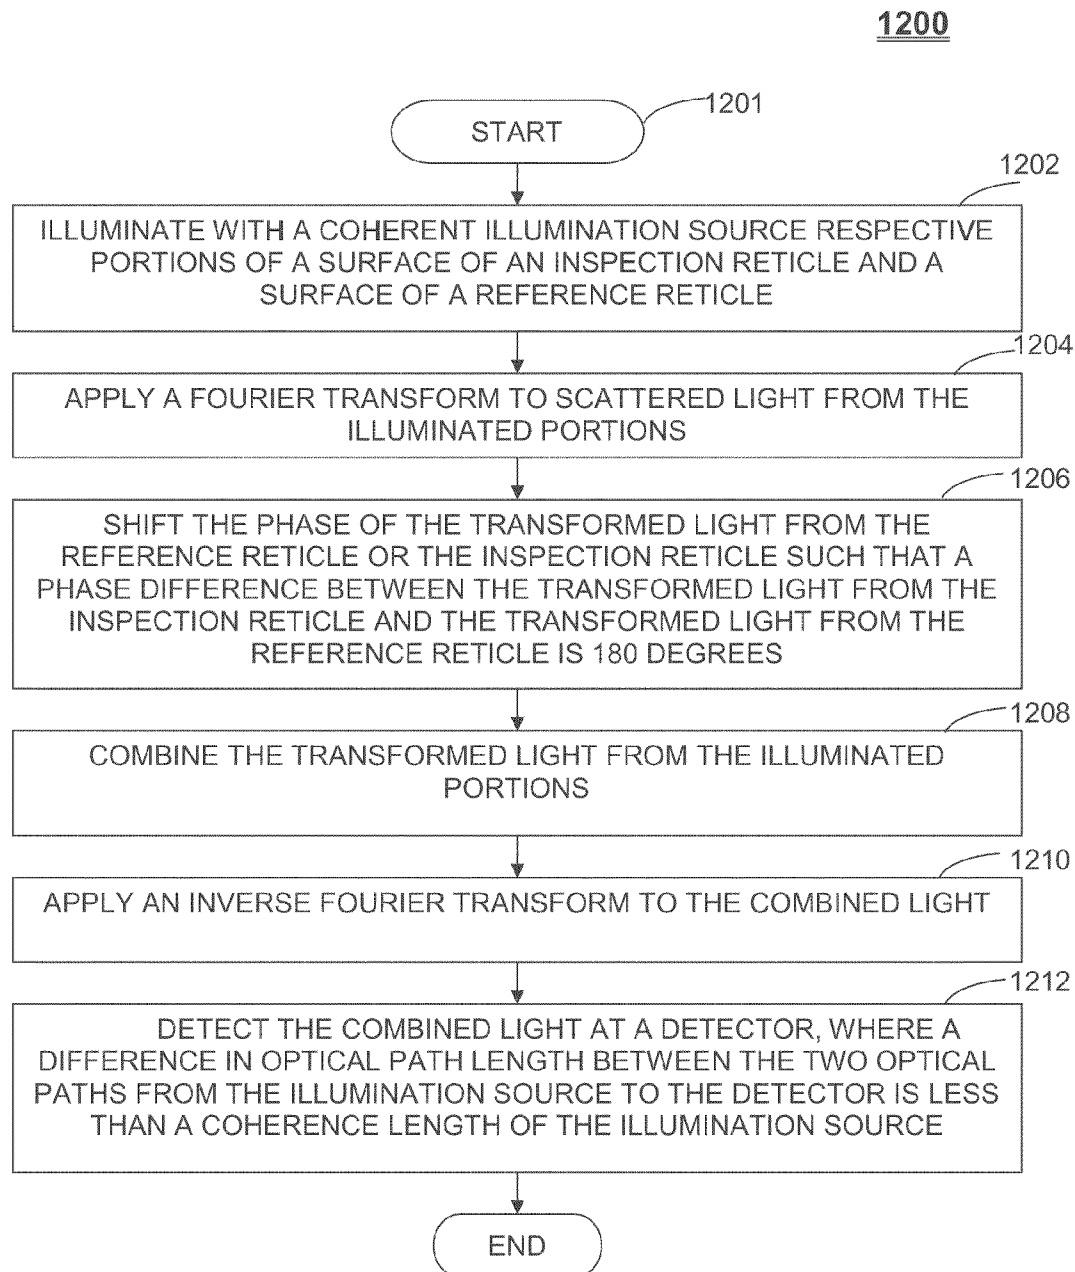 1200
START
1201
1202
ILLUMINATE WITH A COHERENT ILLUMINATION SOURCE RESPECTIVE
PORTIONS OF A SURFACE OF AN INSPECTION RETICLE AND A
SURFACE OF A REFERENCE RETICLE
1204
APPLY A FOURIER TRANSFORM TO SCATTERED LIGHT FROM THE
ILLUMINATED PORTIONS
1206
SHIFT THE PHASE OF THE TRANSFORMED LIGHT FROM THE
REFERENCE RETICLE OR THE INSPECTION RETICLE SUCH THAT A
PHASE DIFFERENCE BETWEEN THE TRANSFORMED LIGHT FROM THE
INSPECTION RETICLE AND THE TRANSFORMED LIGHT FROM THE
REFERENCE RETICLE IS 180 DEGREES
1208
COMBINE THE TRANSFORMED LIGHT FROM THE ILLUMINATED
PORTIONS
1210
APPLY AN INVERSE FOURIER TRANSFORM TO THE COMBINED LIGHT
1212
DETECT THE COMBINED LIGHT AT A DETECTOR, WHERE A
DIFFERENCE IN OPTICAL PATH LENGTH BETWEEN THE TWO OPTICAL
PATHS FROM THE ILLUMINATION SOURCE TO THE DETECTOR IS LESS
THAN A COHERENCE LENGTH OF THE ILLUMINATION SOURCE
END